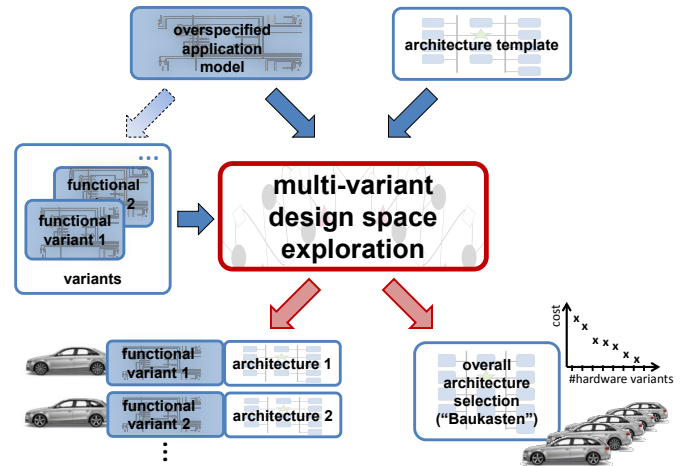 overspecified
application
model
architecture template
...
functional
variant 2
functional
variant 1
variants
multi-variant
design space
exploration
functional
variant 1
architecture 1
functional
variant 2
architecture 2
...
overall
architecture
selection
(“Baukasten”)
cost
x
x
x
x
x
x
x
x
#hardware variants